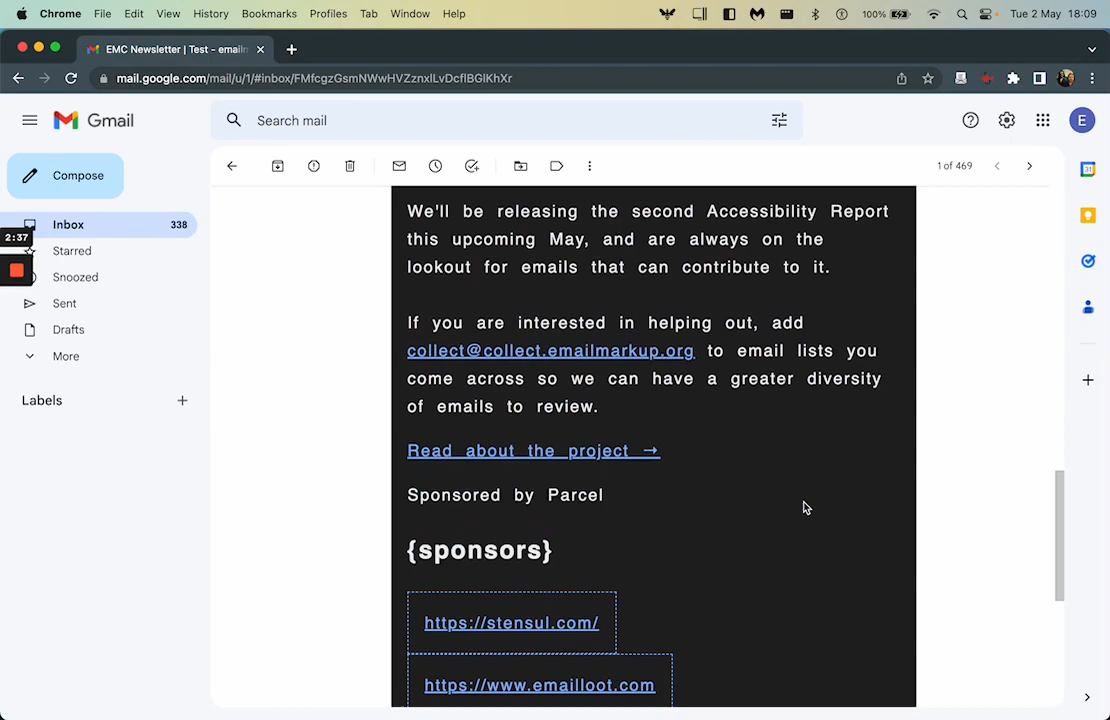 Chrome File Edit View History Bookmarks Profiles Tab Window Help 100% Tue 2 May 18:09
EMC Newsletter | Test - emailm
mail.google.com/mail/u/1/#inbox/FMfcgzGsmNWwHVZznxlLvDcflBGlKhXr
Gmail
Search mail
E
31
Compose
1 of 469
Inbox 338
2:37
Starred
Snoozed
Sent
Drafts
More
Labels
We'll be releasing the second Accessibility Report
this upcoming May, and are always on the
lookout for emails that can contribute to it.
If you are interested in helping out, add
collect@collect.emailmarkup.org to email lists you
come across so we can have a greater diversity
of emails to review.
Read about the project →
Sponsored by Parcel
{sponsors}
https://stensul.com/
https://www.emailloot.com